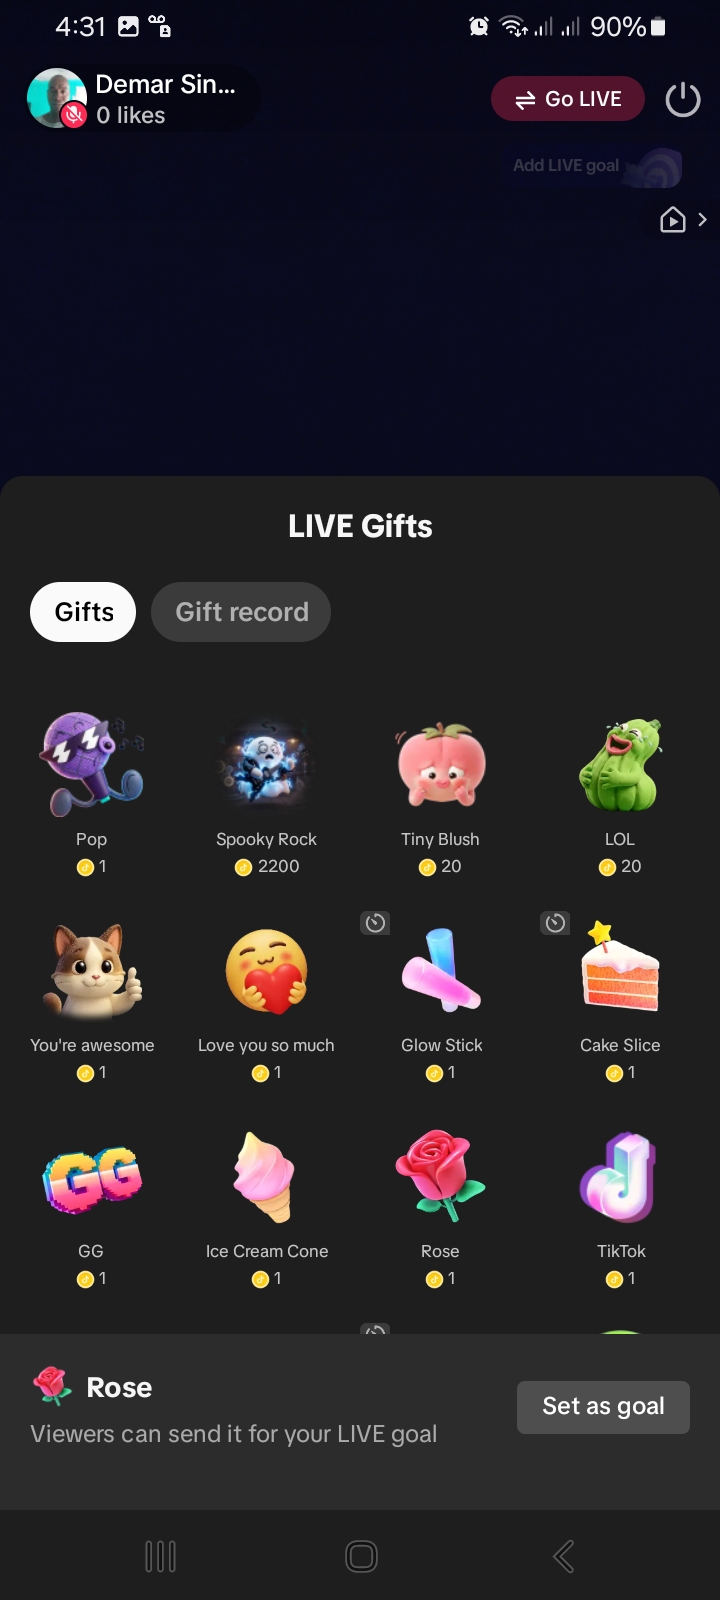 4:31
90%
Demar Sin...
0 likes
Go LIVE
Add LIVE goal
LIVE Gifts
Gifts
Gift record
Pop
1
Spooky Rock
2200
Tiny Blush
20
LOL
20
You're awesome
1
Love you so much
1
Glow Stick
1
Cake Slice
1
GG
GG
1
Ice Cream Cone
1
Rose
1
TikTok
1
Rose
Viewers can send it for your LIVE goal
Set as goal